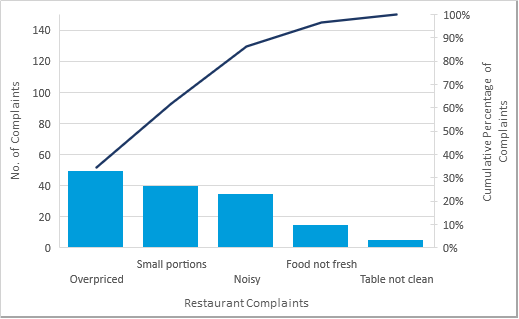 140
120
100
80
60
40
20
0
No. of Complaints
100%
90%
80%
70%
60%
50%
40%
30%
20%
10%
0%
Cumulative Percentage of
Complaints
Small portions
Food not fresh
Overpriced
Noisy
Table not clean
Restaurant Complaints